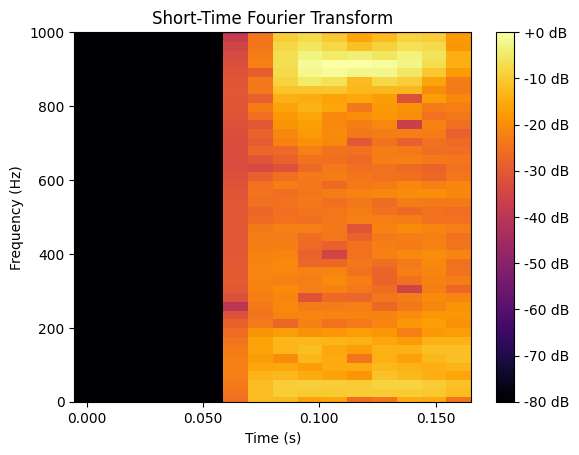 Short-Time Fourier Transform
Frequency (Hz)
1000
800
600
400
200
0
0.000
0.050
0.100
0.150
Time (s)
+0 dB
-10 dB
-20 dB
-30 dB
-40 dB
-50 dB
-60 dB
-70 dB
-80 dB